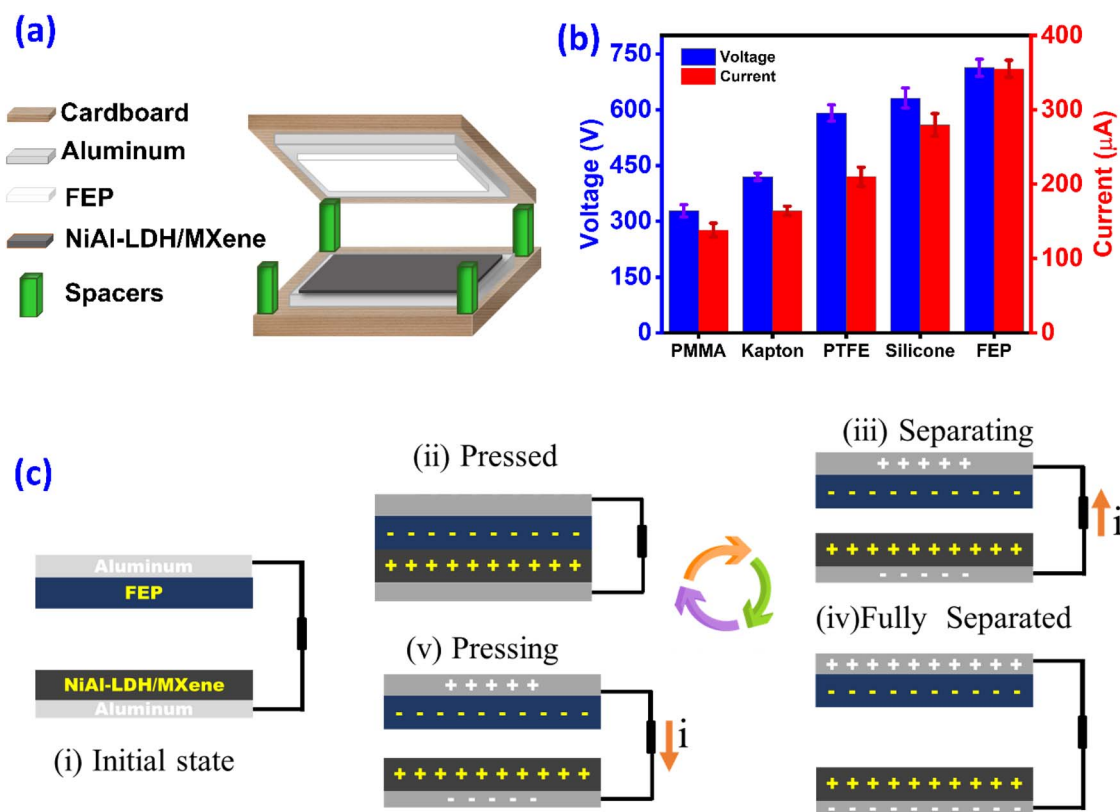 (a)
Cardboard
Aluminum
FEP
NiAl-LDH/MXene
Spacers
(b)
Voltage (V)
750
600
450
300
150
0
Voltage
Current
400
300
200
100
0
Current (μA)
PMMA Kapton PTFE Silicone FEP
(c)
Aluminum
FEP
NiAl-LDH/MXene
Aluminum
(i) Initial state
(ii) Pressed
- - - - - - - - - -
+ + + + + + + + + +
(iii) Separating
+ + + + +
- - - - - - - - - -
i
+ + + + + + + + + +
- - - - -
(iv)Fully Separated
+ + + + + + + + + +
- - - - - - - - - -
+ + + + + + + + + +
- - - - - - - - - -
(v) Pressing
+ + + + +
- - - - - - - - - -
i
+ + + + + + + + + +
- - - - -